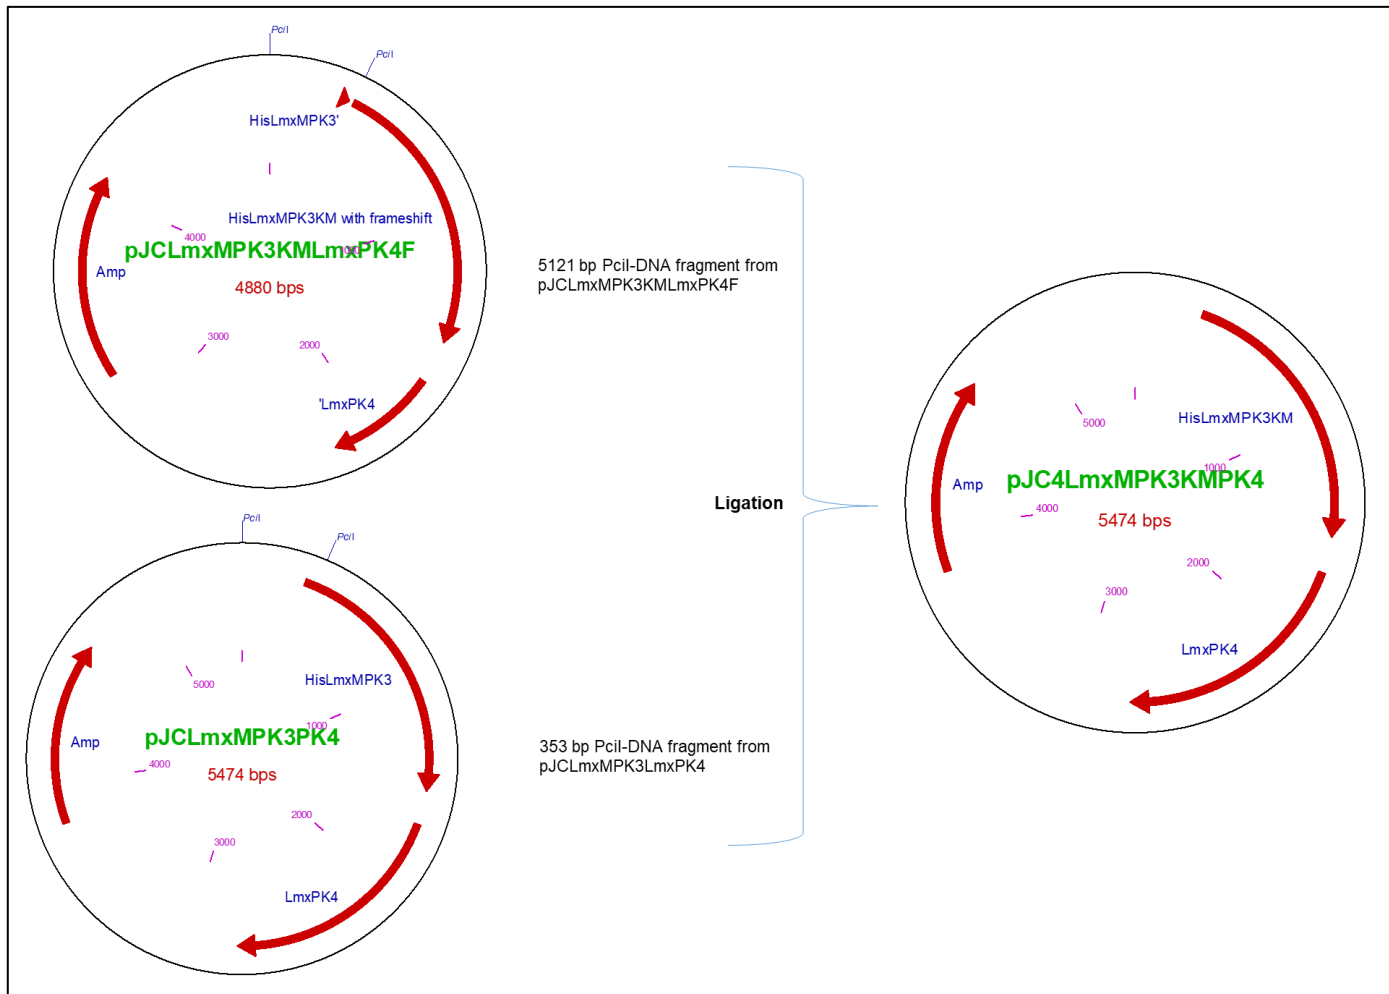 PciI
PciI
HisLmxMPK3'
HisLmxMPK3KM with frameshift
4000
1000
pJCLmxMPK3KMLmxPK4F
Amp
4880 bps
3000
2000
'LmxPK4
5121 bp PciI-DNA fragment from
pJCLmxMPK3KMLmxPK4F
PciI
PciI
HisLmxMPK3
5000
1000
Amp
pJCLmxMPK3PK4
4000
5474 bps
2000
3000
LmxPK4
353 bp PciI-DNA fragment from
pJCLmxMPK3LmxPK4
Ligation
5000
HisLmxMPK3KM
1000
Amp
pJC4LmxMPK3KMPK4
4000
5474 bps
2000
3000
LmxPK4